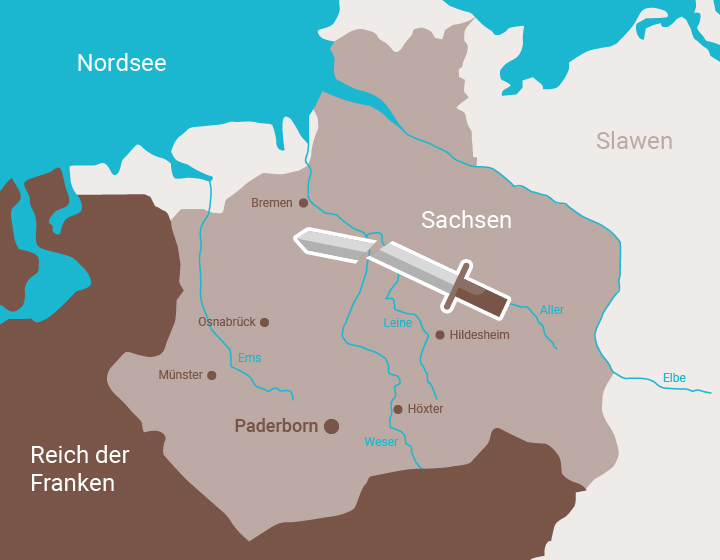 Nordsee
Slawen
Bremen
Sachsen
Aller
Osnabrück
Leine
Hildesheim
Ems
Münster
Elbe
Höxter
Paderborn
Weser
Reich der
Franken